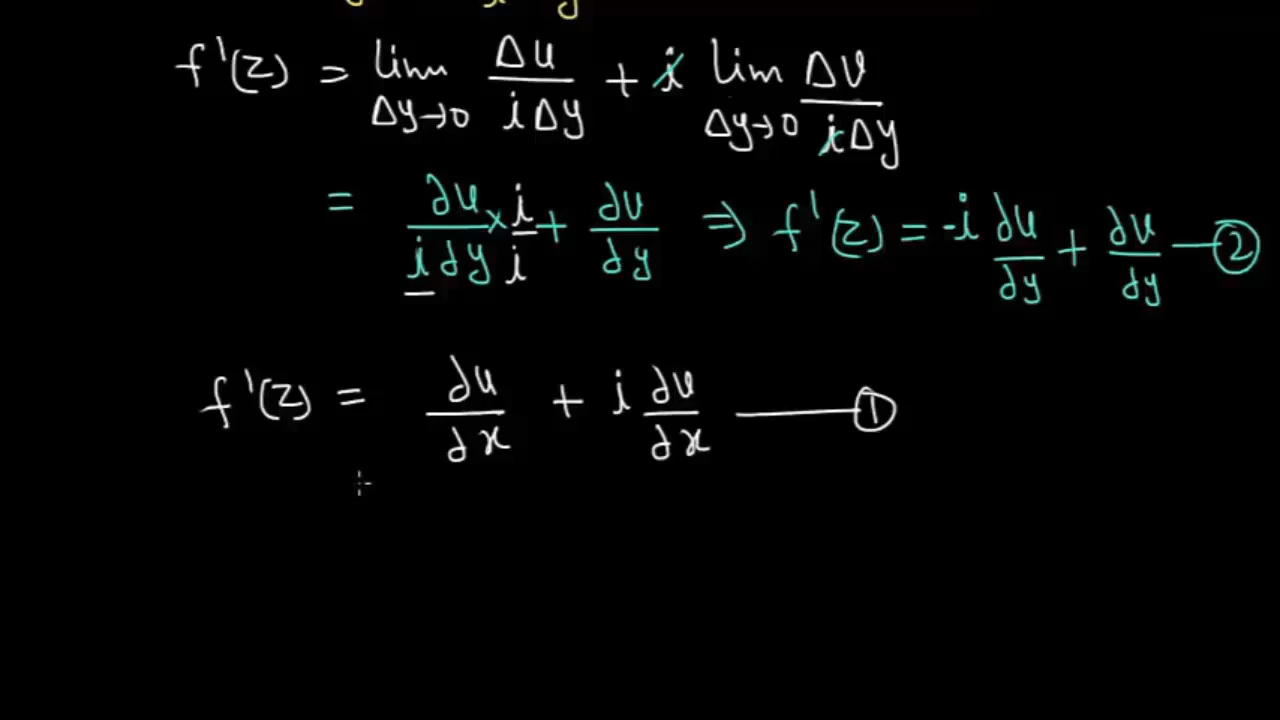 f'(z) = lim Δy→0 Δu/iΔy + i lim Δy→0 Δv/iΔy
= ∂u/i∂y × i/i + ∂v/∂y ⇒ f'(z) = -i ∂u/∂y + ∂v/∂y — ②
f'(z) = ∂u/∂x + i ∂v/∂x — ①